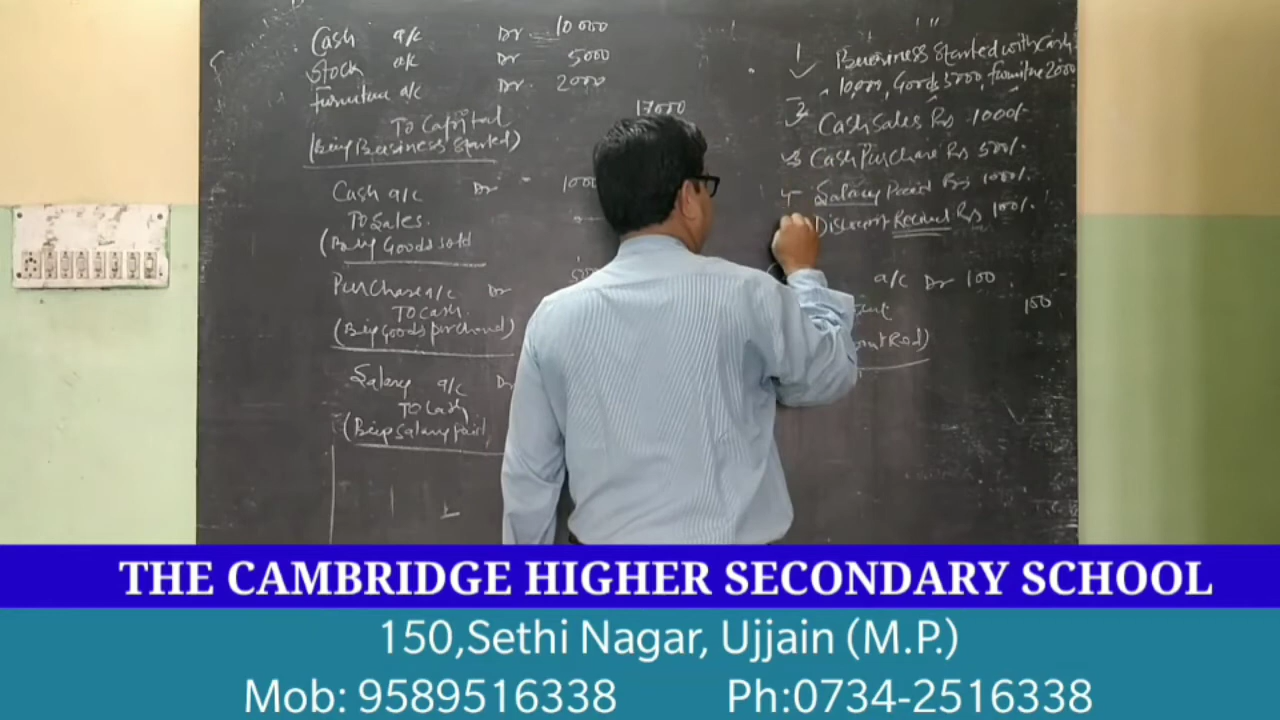 Cash a/c Dr. 10000
Stock a/c Dr 5000
Furniture a/c Dr. 2000
To Capital 17000
(Being Business Started)
Cash a/c Dr 1000
To Sales.
(Being Goods sold
Purchase a/c Dr
To Cash.
(Being Goods purchased)
Salary a/c D
To Cash
(Being salary paid
1 Business Started with Cash
10,000, Goods 5000, furniture 2000
2 Cash Sales Rs 1000/-
3 Cash Purchase Rs 500/-
4 Salary Paid Rs 1000/-
Discount Received Rs 100/-
a/c Dr 100
100
THE CAMBRIDGE HIGHER SECONDARY SCHOOL
150,Sethi Nagar, Ujjain (M.P.)
Mob: 9589516338 Ph:0734-2516338